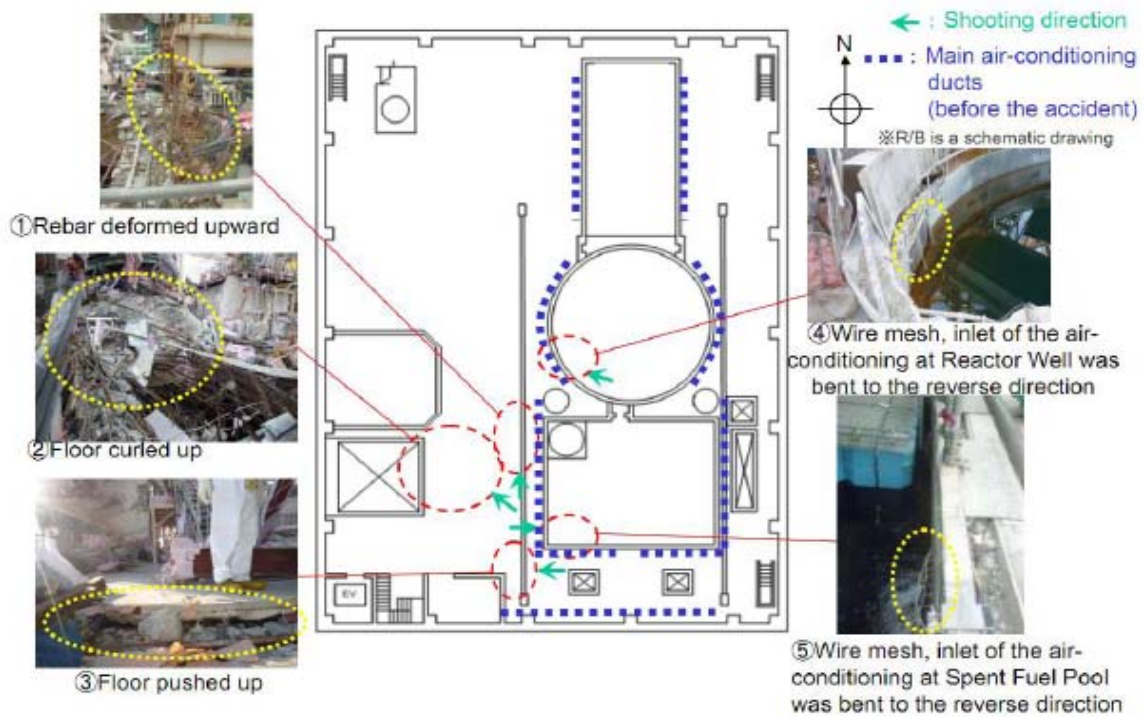 : Shooting direction
N
: Main air-conditioning
ducts
(before the accident)
※R/B is a schematic drawing
①Rebar deformed upward
②Floor curled up
③Floor pushed up
EV
④Wire mesh, inlet of the air-
conditioning at Reactor Well was
bent to the reverse direction
⑤Wire mesh, inlet of the air-
conditioning at Spent Fuel Pool
was bent to the reverse direction